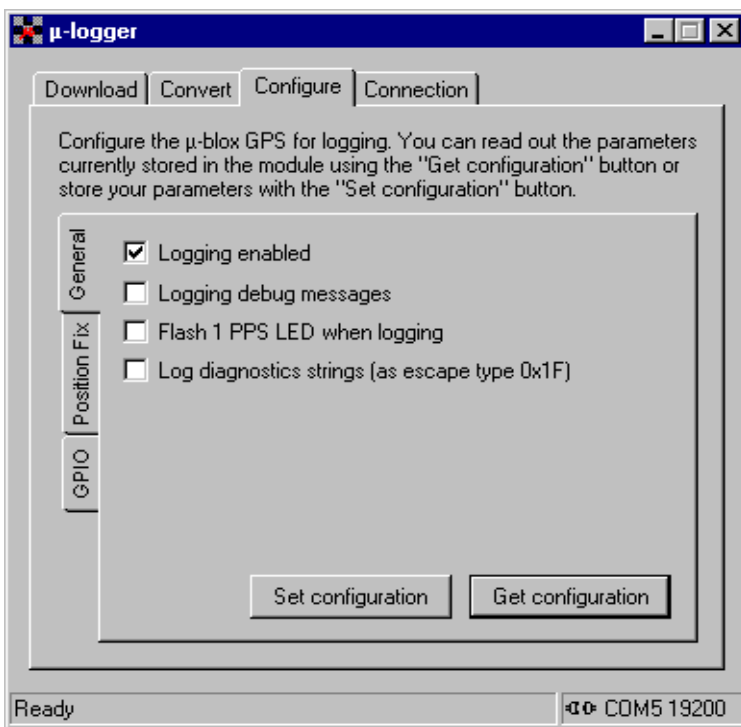 µ-logger
Download Convert Configure Connection
Configure the µ-blox GPS for logging. You can read out the parameters
currently stored in the module using the "Get configuration" button or
store your parameters with the "Set configuration" button.
General
Logging enabled
Logging debug messages
Flash 1 PPS LED when logging
Log diagnostics strings (as escape type 0x1F)
Position Fix
GPIO
Set configuration Get configuration
Ready COM5 19200